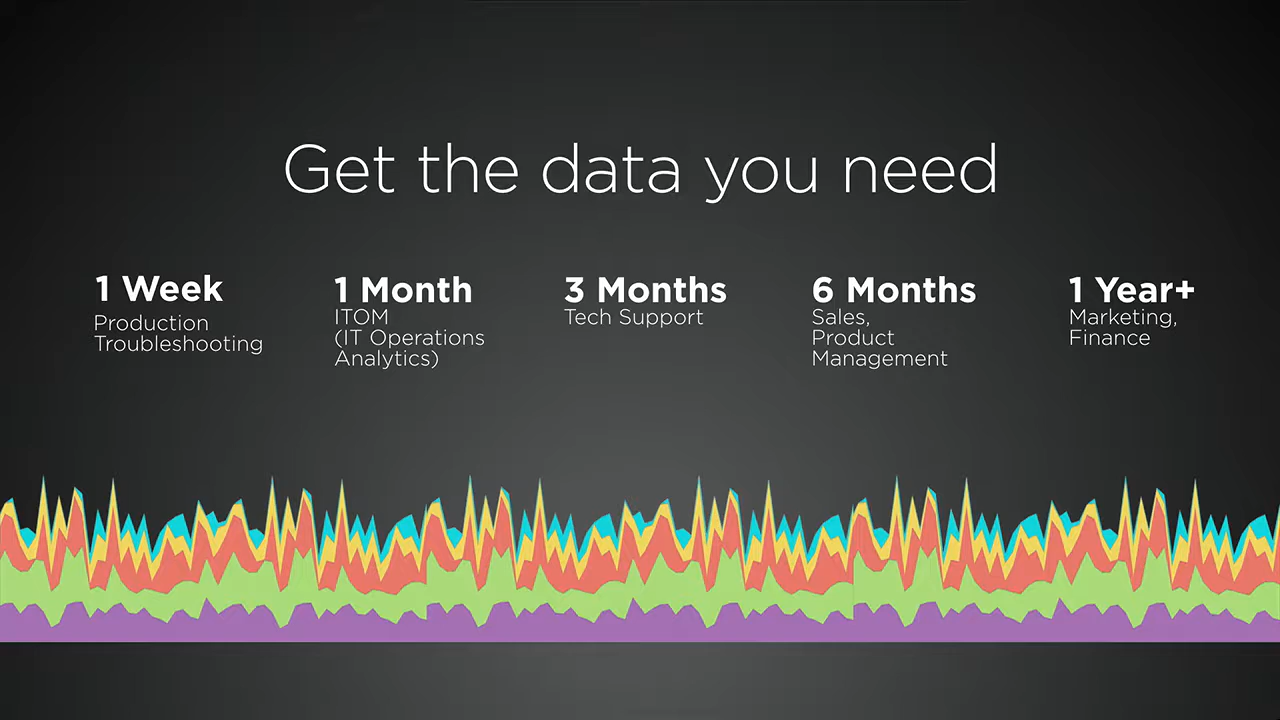 Get the data you need
1 Week
Production
Troubleshooting
1 Month
ITOM
(IT Operations
Analytics)
3 Months
Tech Support
6 Months
Sales,
Product
Management
1 Year+
Marketing,
Finance